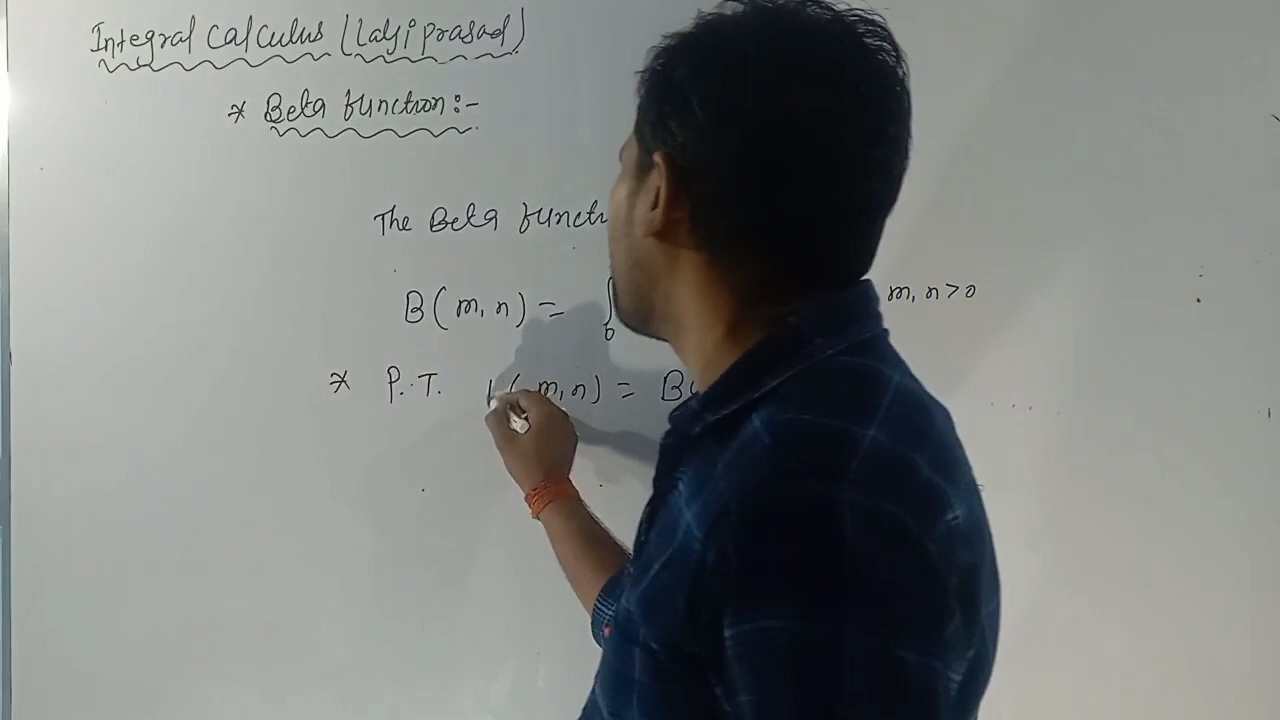 Integral Calculus (Lalji prasad)
* Beta function:-
The Beta functi
B(m, n) = ∫₀ m, n>0
* P.T. (m, n) = B(